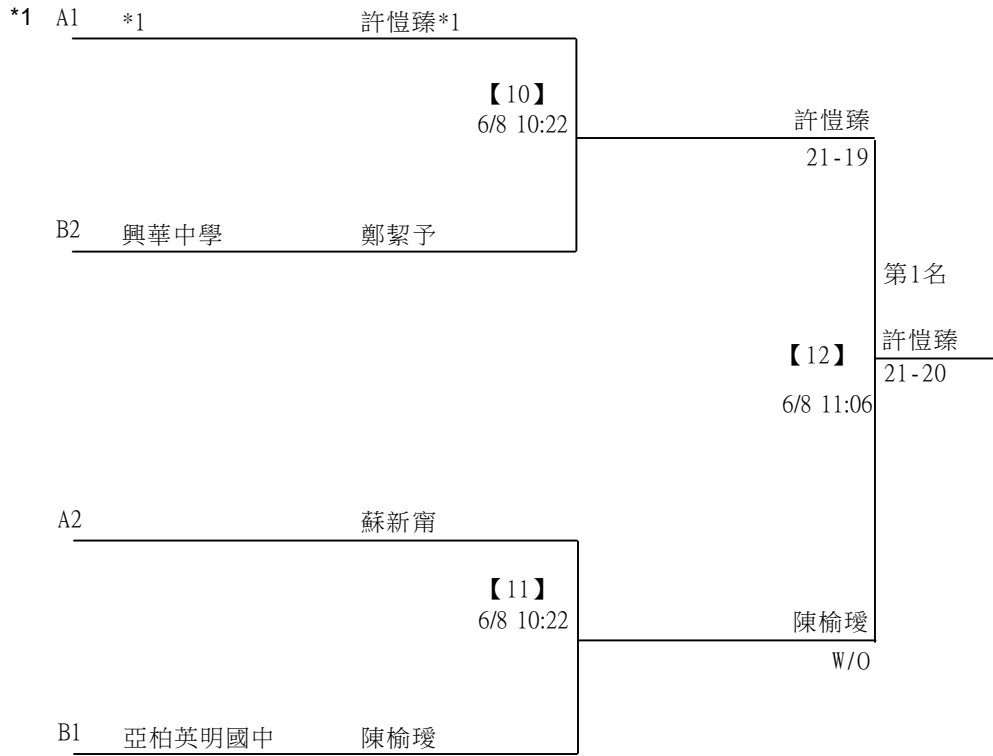 *1 A1 *1 許愷臻*1
【10】
6/8 10:22
許愷臻
21-19
B2 興華中學 鄭絜予
第1名
【12】 許愷臻
21-20
6/8 11:06
A2 蘇新甯
【11】
6/8 10:22
陳榆璦
W/O
B1 亞柏英明國中 陳榆璦